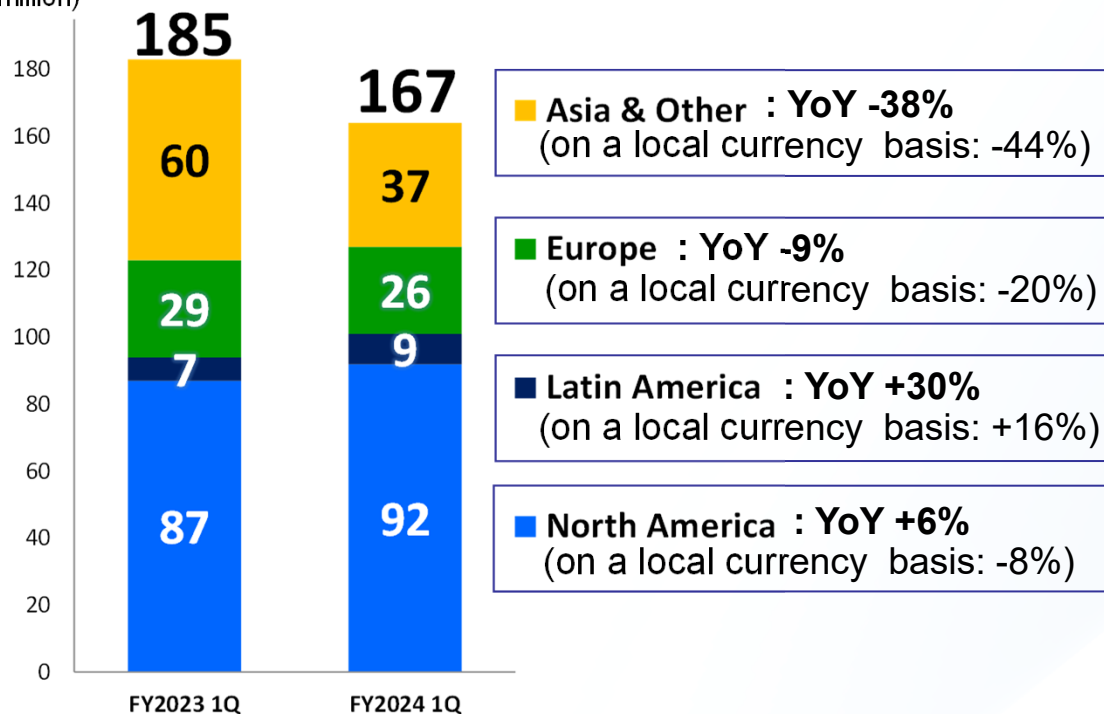 185
167
180
160
140
120
100
80
60
40
20
0
60
29
7
87
37
26
9
92
FY2023 1Q
FY2024 1Q
Asia & Other : YoY -38%
(on a local currency basis: -44%)
Europe : YoY -9%
(on a local currency basis: -20%)
Latin America : YoY +30%
(on a local currency basis: +16%)
North America : YoY +6%
(on a local currency basis: -8%)